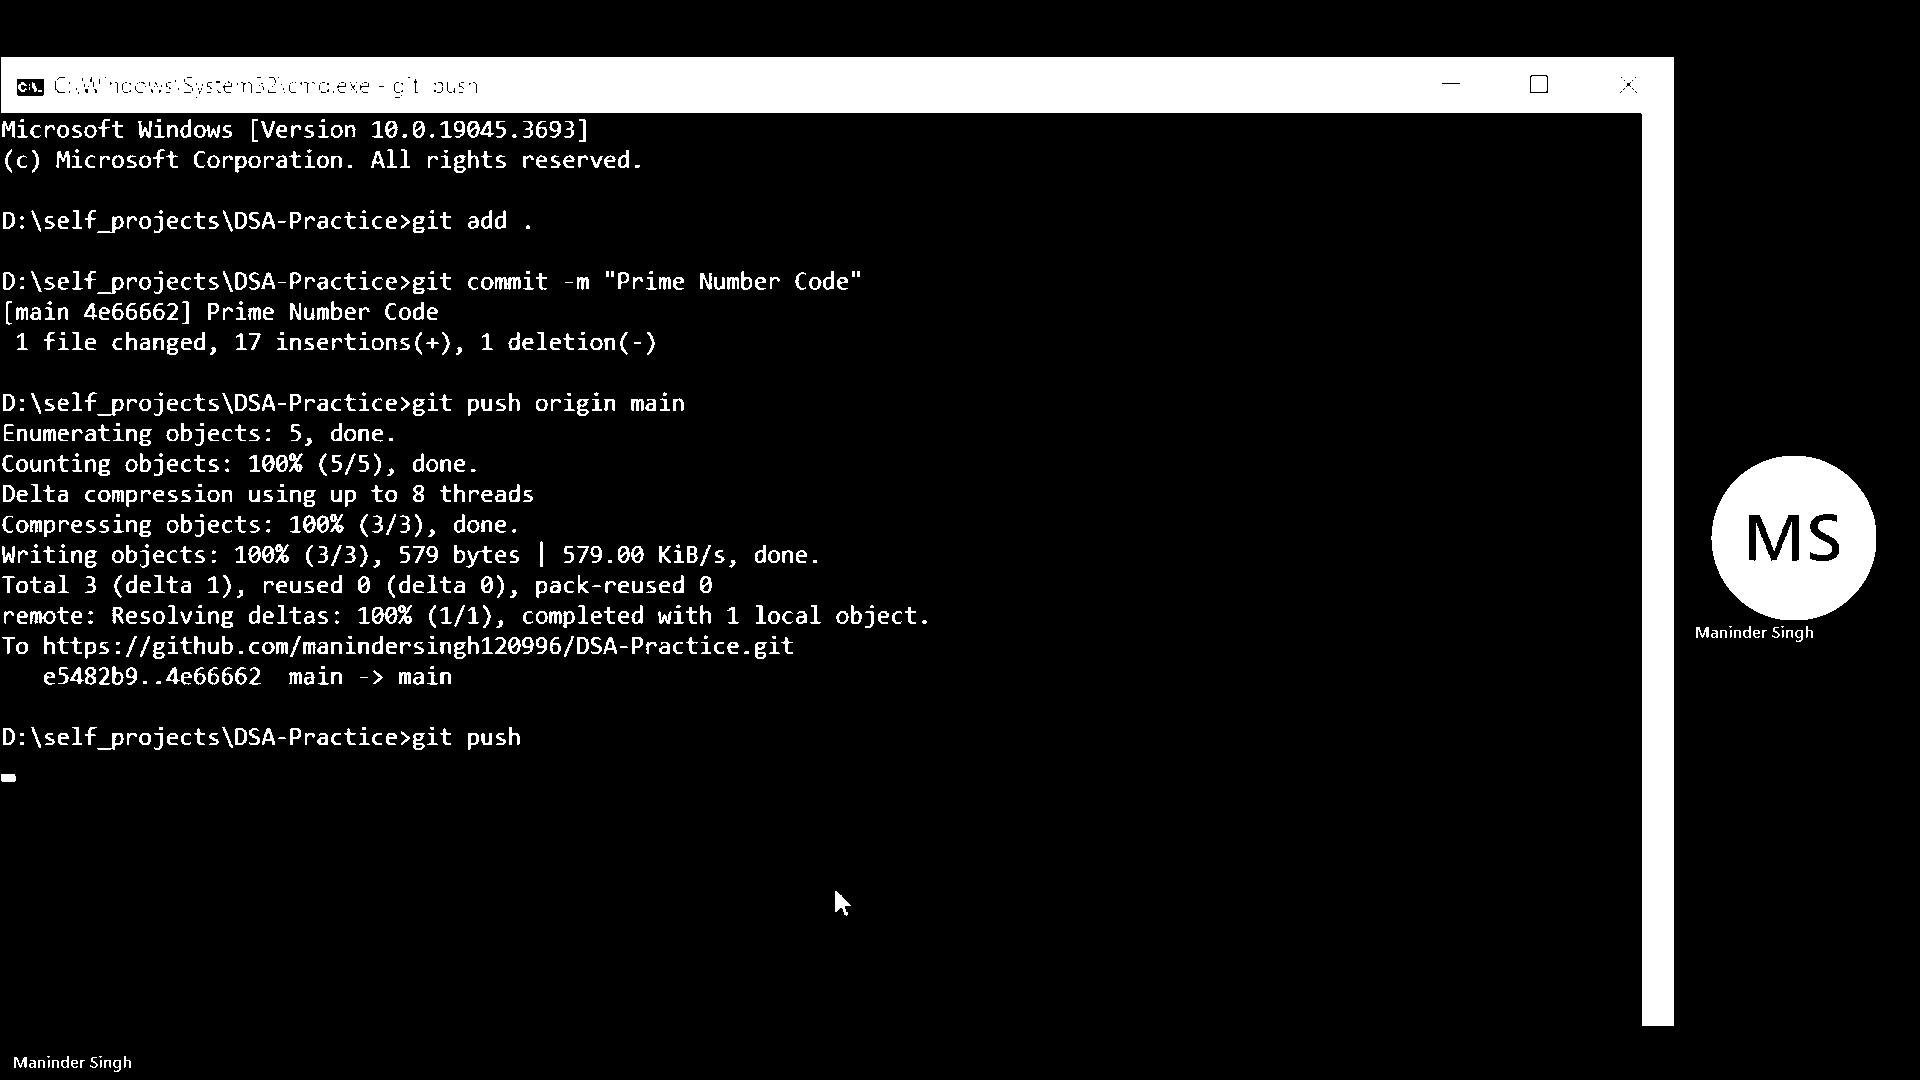 C:\Windows\System32\cmd.exe - git push
Microsoft Windows [Version 10.0.19045.3693]
(c) Microsoft Corporation. All rights reserved.
D:\self_projects\DSA-Practice>git add .
D:\self_projects\DSA-Practice>git commit -m "Prime Number Code"
[main 4e66662] Prime Number Code
 1 file changed, 17 insertions(+), 1 deletion(-)
D:\self_projects\DSA-Practice>git push origin main
Enumerating objects: 5, done.
Counting objects: 100% (5/5), done.
Delta compression using up to 8 threads
Compressing objects: 100% (3/3), done.
Writing objects: 100% (3/3), 579 bytes | 579.00 KiB/s, done.
Total 3 (delta 1), reused 0 (delta 0), pack-reused 0
remote: Resolving deltas: 100% (1/1), completed with 1 local object.
To https://github.com/manindersingh120996/DSA-Practice.git
   e5482b9..4e66662  main -> main
D:\self_projects\DSA-Practice>git push
MS
Maninder Singh
Maninder Singh